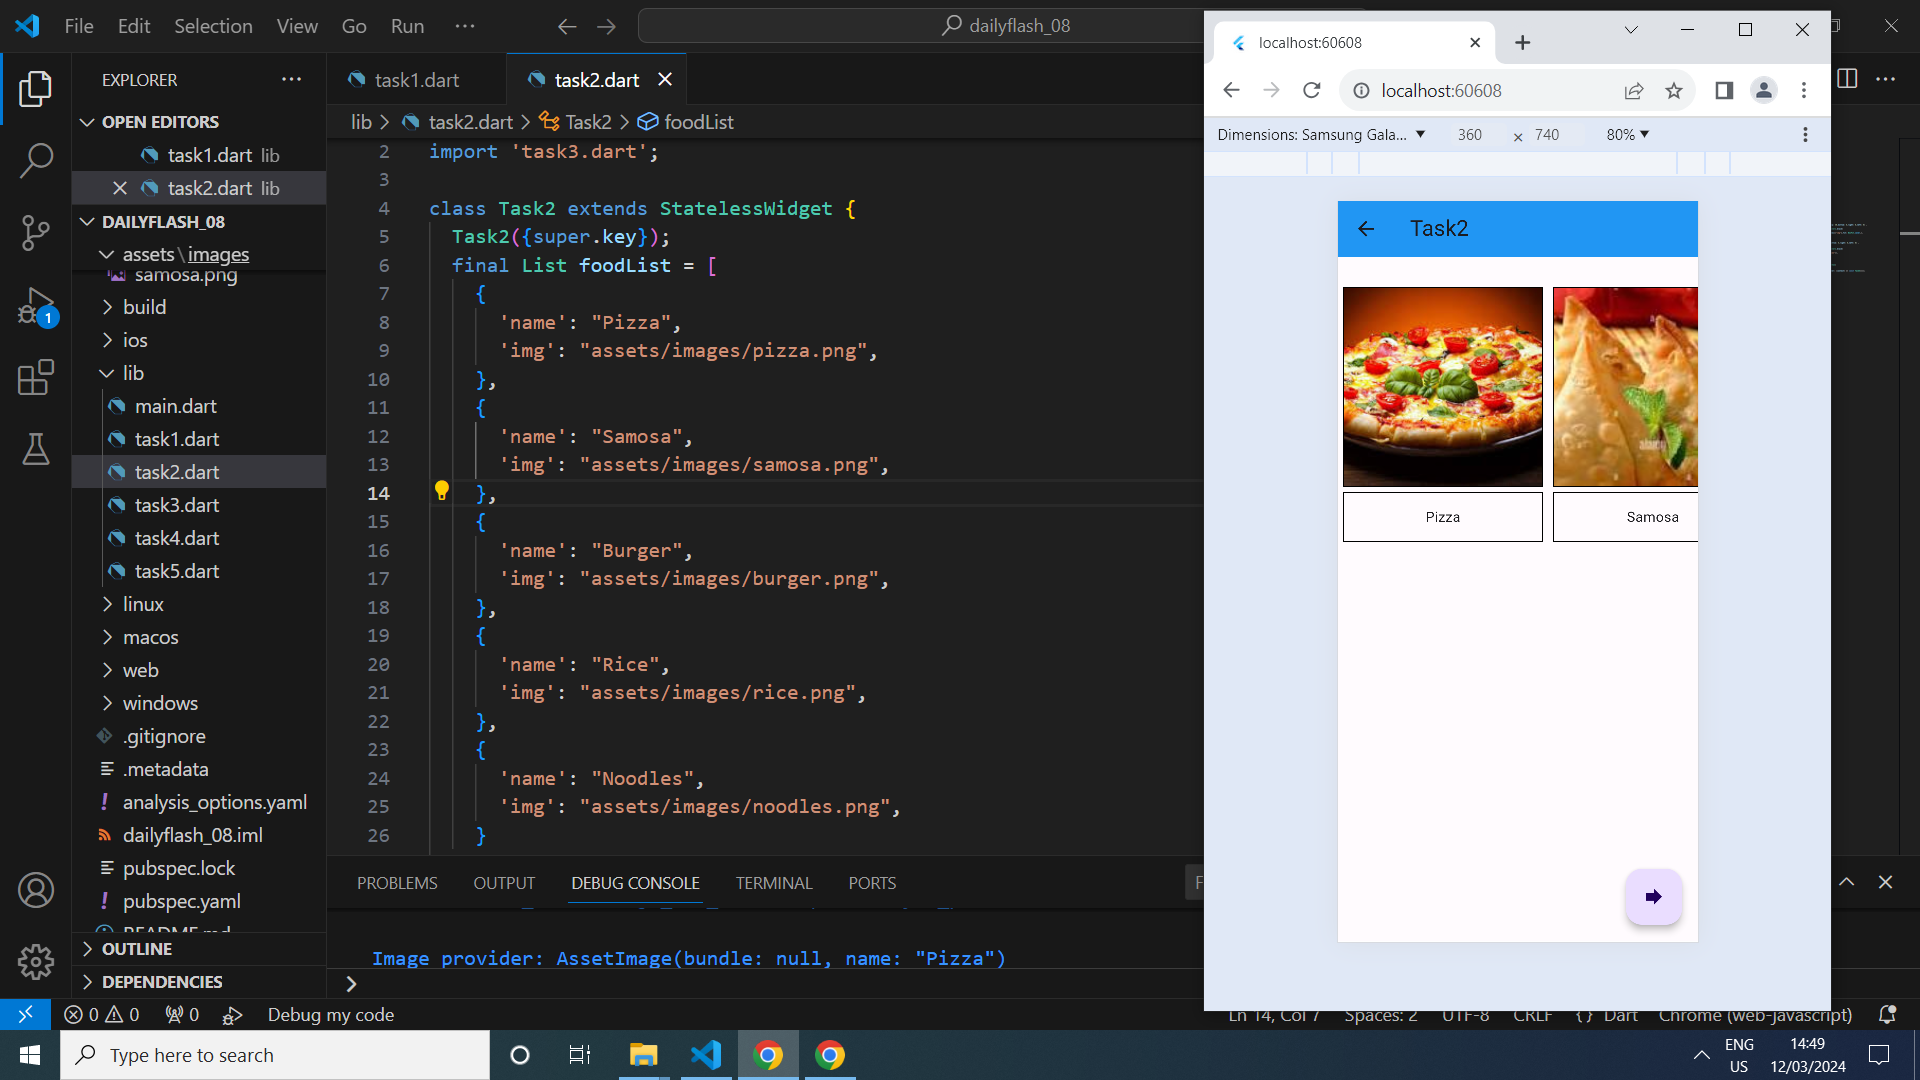 File Edit Selection View Go Run ···
dailyflash_08
EXPLORER
OPEN EDITORS
task1.dart lib
task2.dart lib
DAILYFLASH_08
assets\images
samosa.png
build
ios
lib
main.dart
task1.dart
task2.dart
task3.dart
task4.dart
task5.dart
linux
macos
web
windows
.gitignore
.metadata
analysis_options.yaml
dailyflash_08.iml
pubspec.lock
pubspec.yaml
README.md
OUTLINE
DEPENDENCIES
task1.dart
task2.dart
lib > task2.dart > Task2 > foodList
2 import 'task3.dart';
3
4 class Task2 extends StatelessWidget {
5 Task2({super.key});
6 final List foodList = [
7 {
8 'name': "Pizza",
9 'img': "assets/images/pizza.png",
10 },
11 {
12 'name': "Samosa",
13 'img': "assets/images/samosa.png",
14 },
15 {
16 'name': "Burger",
17 'img': "assets/images/burger.png",
18 },
19 {
20 'name': "Rice",
21 'img': "assets/images/rice.png",
22 },
23 {
24 'name': "Noodles",
25 'img': "assets/images/noodles.png",
26 }
PROBLEMS OUTPUT DEBUG CONSOLE TERMINAL PORTS
Image provider: AssetImage(bundle: null, name: "Pizza")
localhost:60608
localhost:60608
Dimensions: Samsung Gala... 360 × 740 80%
Task2
Pizza
Samosa
1
0 0 0 Debug my code
Ln 14, Col 7 Spaces: 2 UTF-8 CRLF {} Dart Chrome (web-javascript)
Type here to search
ENG
US
14:49
12/03/2024